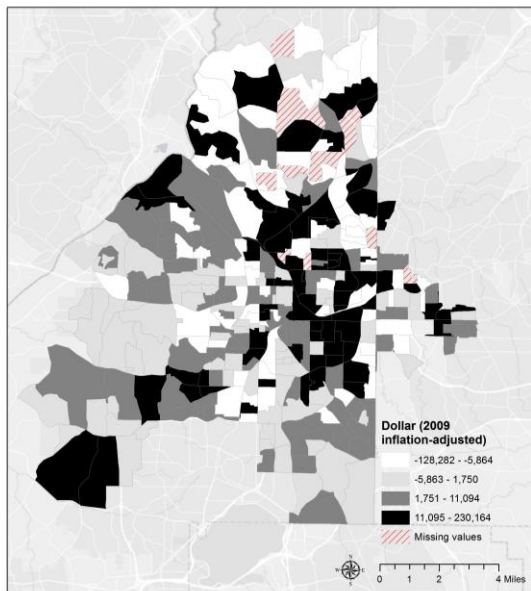 Dollar (2009
inflation-adjusted)
-128,282 - -5,864
-5,863 - 1,750
1,751 - 11,094
11,095 - 230,164
Missing values
N
W E
S
0 2 4 Miles